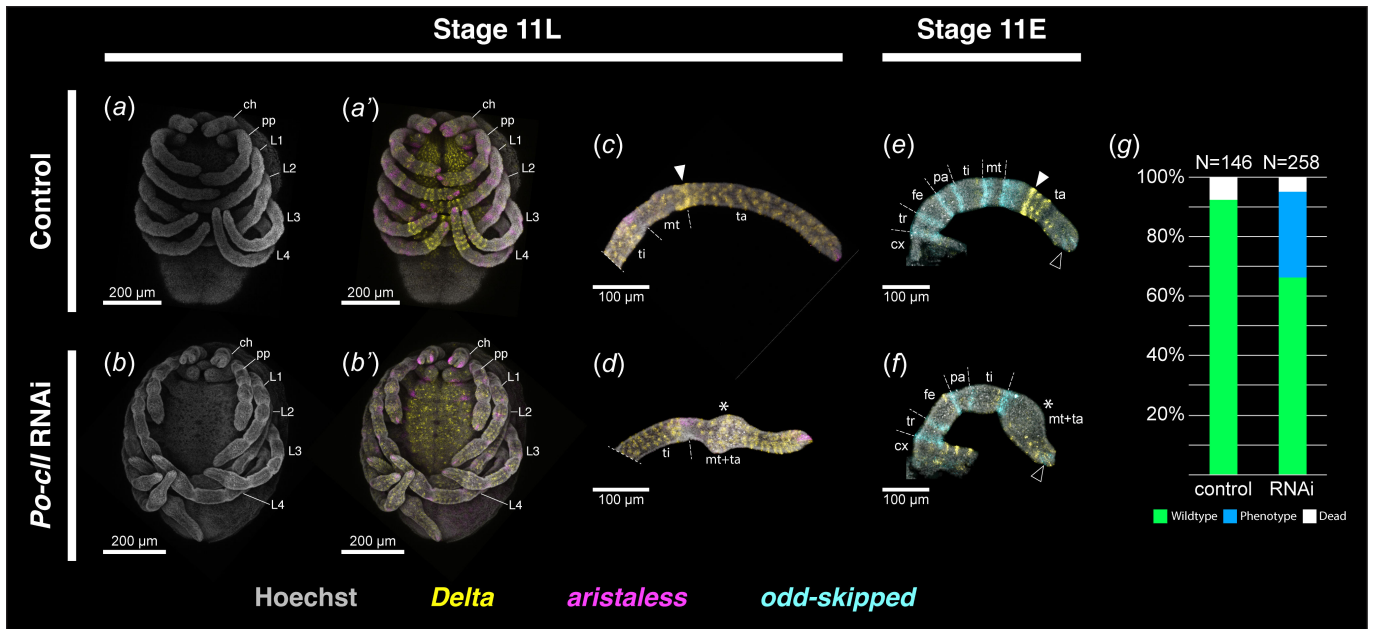 Stage 11L
Stage 11E
Control
Po-cll RNAi
(a)
ch
pp
L1
L2
L3
L4
200 µm
(a’)
ch
pp
L1
L2
L3
L4
200 µm
(c)
ti
mt
ta
100 µm
(e)
cx
tr
fe
pa
ti
mt
ta
100 µm
(g)
N=146 N=258
100%
80%
60%
40%
20%
control RNAi
Wildtype Phenotype Dead
(b)
ch
pp
L1
L2
L3
L4
200 µm
(b’)
ch
pp
L1
L2
L3
L4
200 µm
(d)
*
ti
mt+ta
100 µm
(f)
cx
tr
fe
pa
ti
*
mt+ta
100 µm
Hoechst Delta aristaless odd-skipped